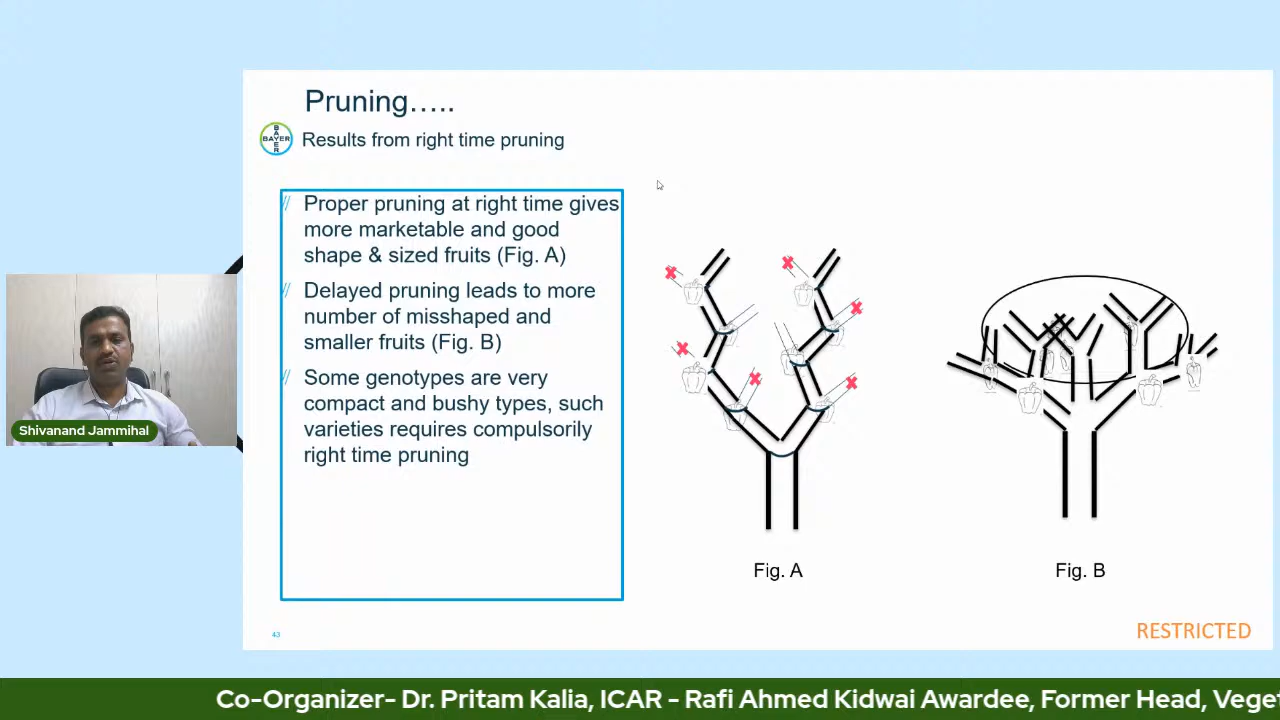 Pruning.....
BAYER
BAYER
Results from right time pruning
// Proper pruning at right time gives
more marketable and good
shape & sized fruits (Fig. A)
// Delayed pruning leads to more
number of misshaped and
smaller fruits (Fig. B)
// Some genotypes are very
compact and bushy types, such
varieties requires compulsorily
right time pruning
Fig. A
Fig. B
Shivanand Jammihal
43
RESTRICTED
Co-Organizer- Dr. Pritam Kalia, ICAR - Rafi Ahmed Kidwai Awardee, Former Head, Veget